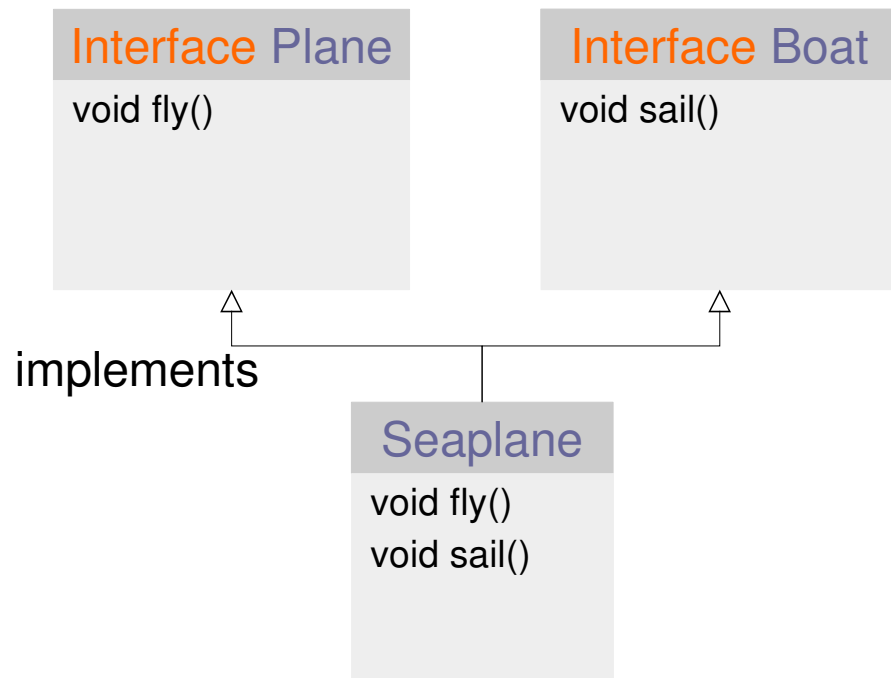 Interface Plane
void fly()
Interface Boat
void sail()
implements
Seaplane
void fly()
void sail()